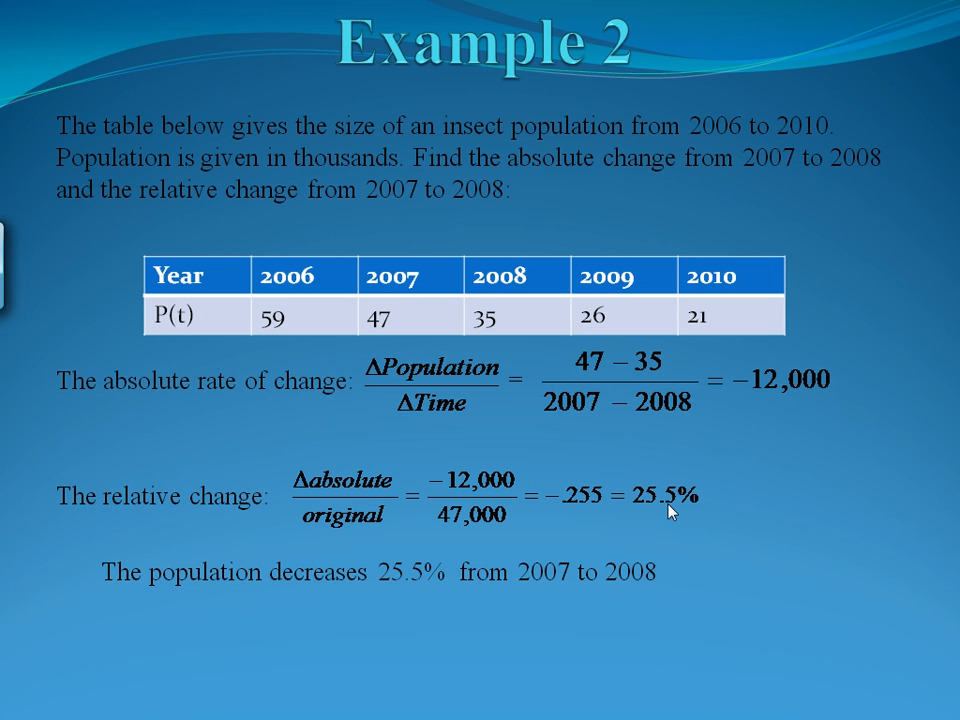 Example 2
The table below gives the size of an insect population from 2006 to 2010.
Population is given in thousands. Find the absolute change from 2007 to 2008
and the relative change from 2007 to 2008:
Year 2006 2007 2008 2009 2010
P(t) 59 47 35 26 21
The absolute rate of change: ΔPopulation/ΔTime = (47 − 35)/(2007 − 2008) = −12,000
The relative change: Δabsolute/original = −12,000/47,000 = −.255 = 25.5%
The population decreases 25.5% from 2007 to 2008